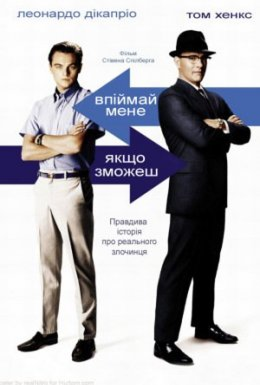 леонардо дікапріо
том хенкс
Фільм
Стівена Спілберга
впіймай
мене
якщо
зможеш
Правдива
історія
про реального
злочинця